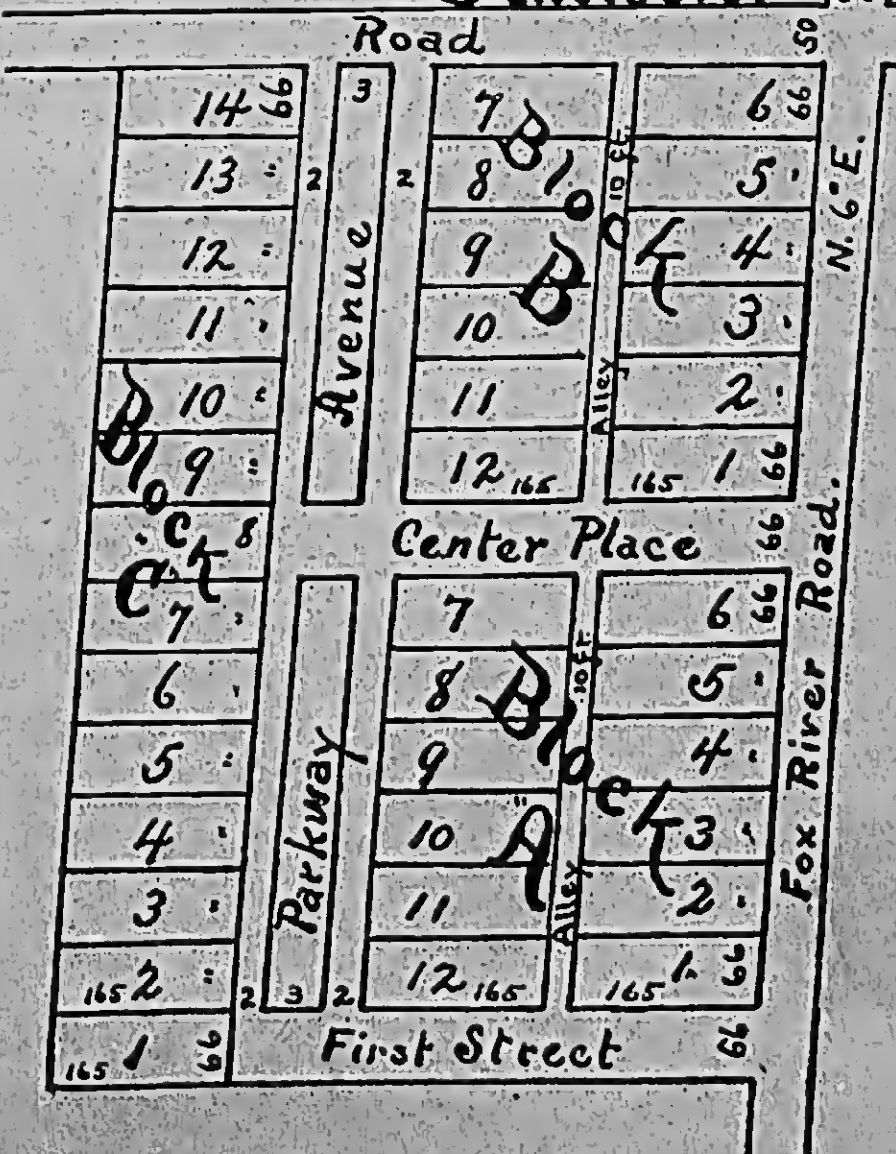 Road
50
14 66
13 "
12 "
11 "
10 "
9 "
8
7 "
6 "
5 "
4 "
3 "
165 2 "
165 1 66
Block
C
2 3 2
Avenue
Parkway
2 3 2
7
8
9
10
11
12 165
Block
B
10 ft.
Alley
6 66
5 "
4 "
3 "
2 "
165 1 66
N. 6° E.
Center Place 66
7
8
9
10 "
11
12 165
Block
A
10 ft.
Alley
6 66
5 "
4 "
3 "
2 "
165 1 66
Fox River Road.
First Street 66